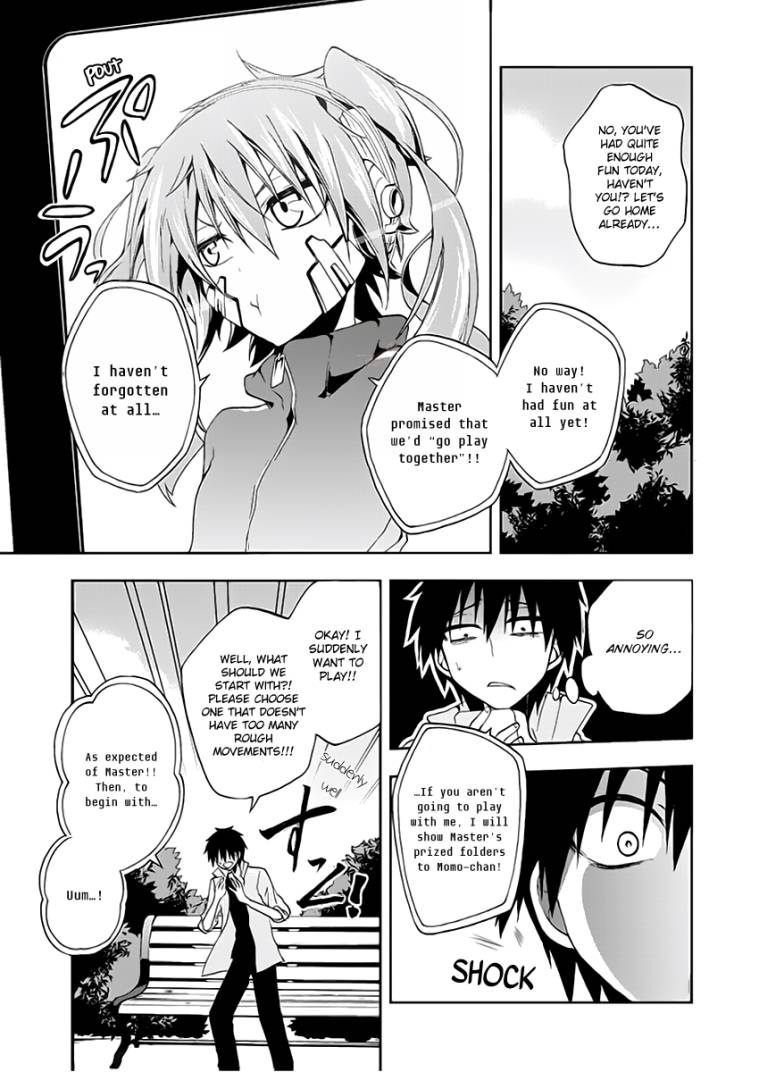 NO, YOU'VE
HAD QUITE
ENOUGH
FUN TODAY,
HAVEN'T
YOU!? LET'S
GO HOME
ALREADY...
No way!
I haven't
had fun at
all yet!
Master
promised that
we'd "go play
together"!!
POUT
ぷうっ
I haven't
forgotten
at all…
SO
ANNOYING...
…If you aren't
going to play
with me, I will
show Master's
prized folders
to Momo-chan!
SHOCK
OKAY! I
SUDDENLY
WANT TO
PLAY!!
WELL, WHAT
SHOULD WE
START WITH?!
PLEASE CHOOSE
ONE THAT DOESN'T
HAVE TOO MANY
ROUGH
MOVEMENTS!!!
suddenly
well
すくっ!
As expected
of Master!!
Then, to
begin with…
Uum…!